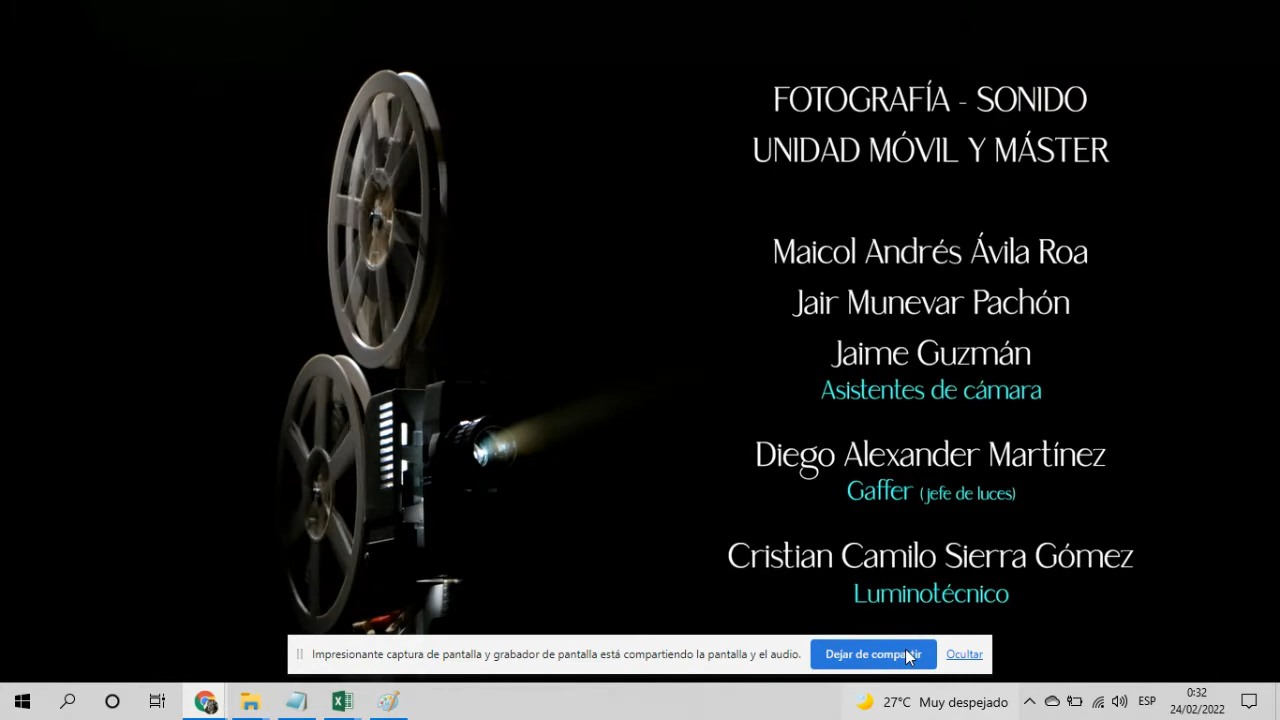 FOTOGRAFÍA - SONIDO
UNIDAD MÓVIL Y MÁSTER
Maicol Andrés Ávila Roa
Jair Munevar Pachón
Jaime Guzmán
Asistentes de cámara
Diego Alexander Martínez
Gaffer (jefe de luces)
Cristian Camilo Sierra Gómez
Luminotécnico
Impresionante captura de pantalla y grabador de pantalla está compartiendo la pantalla y el audio.
Dejar de compartir
Ocultar
27°C Muy despejado
ESP
0:32
24/02/2022